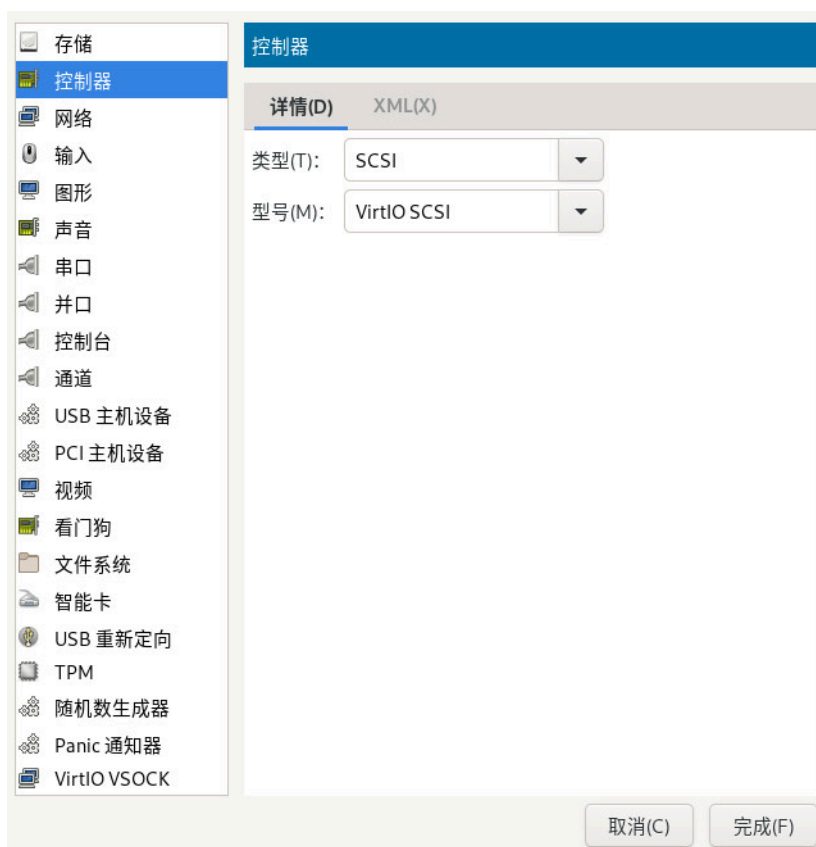 存储
控制器
网络
输入
图形
声音
串口
并口
控制台
通道
USB 主机设备
PCI 主机设备
视频
看门狗
文件系统
智能卡
USB 重新定向
TPM
随机数生成器
Panic 通知器
VirtIO VSOCK
控制器
详情(D) XML(X)
类型(T): SCSI
型号(M): VirtIO SCSI
取消(C) 完成(F)